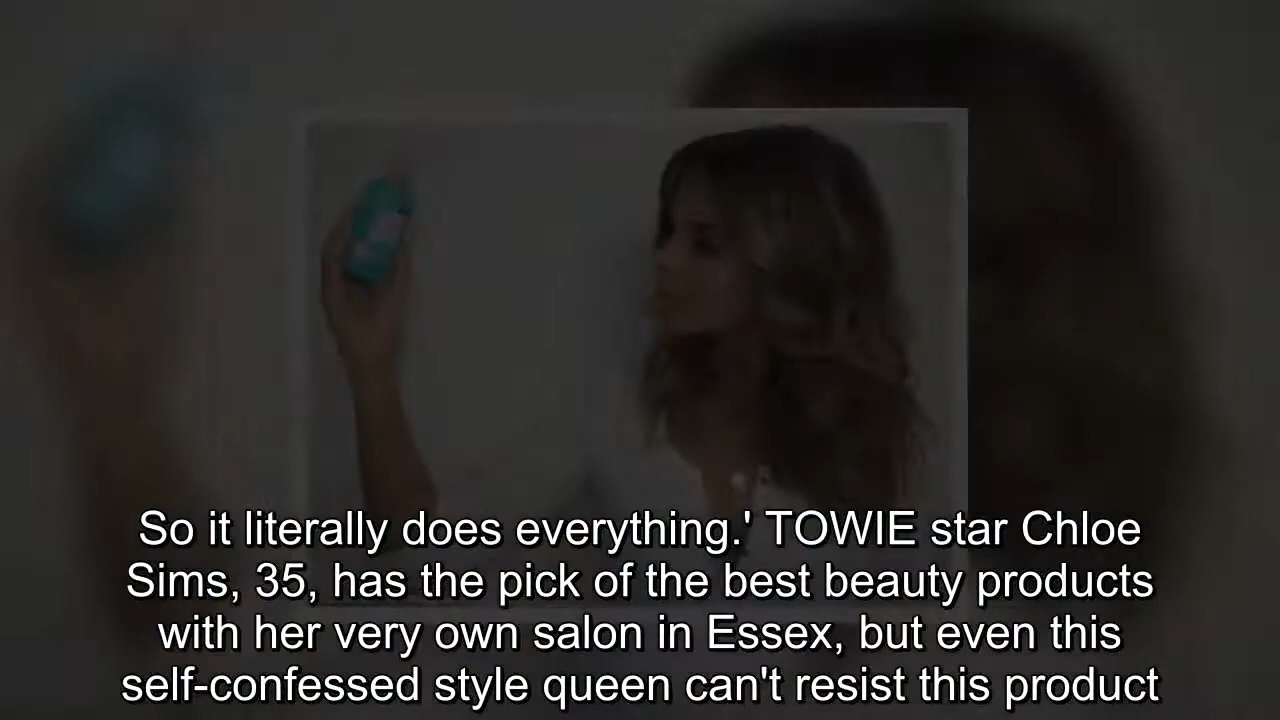 So it literally does everything.' TOWIE star Chloe
Sims, 35, has the pick of the best beauty products
with her very own salon in Essex, but even this
self-confessed style queen can't resist this product